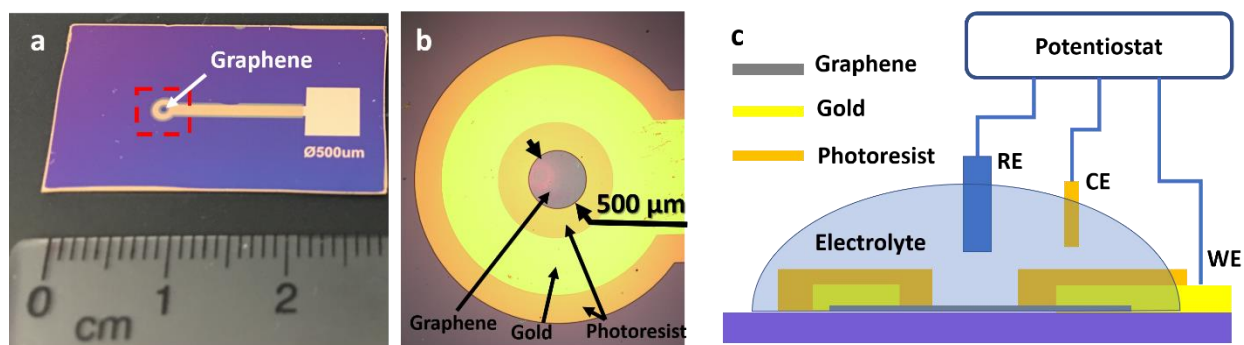 a
Graphene
Ø500um
0 1 2
cm
b
500 µm
Graphene
Gold
Photoresist
c
Graphene
Gold
Photoresist
Potentiostat
RE
CE
WE
Electrolyte